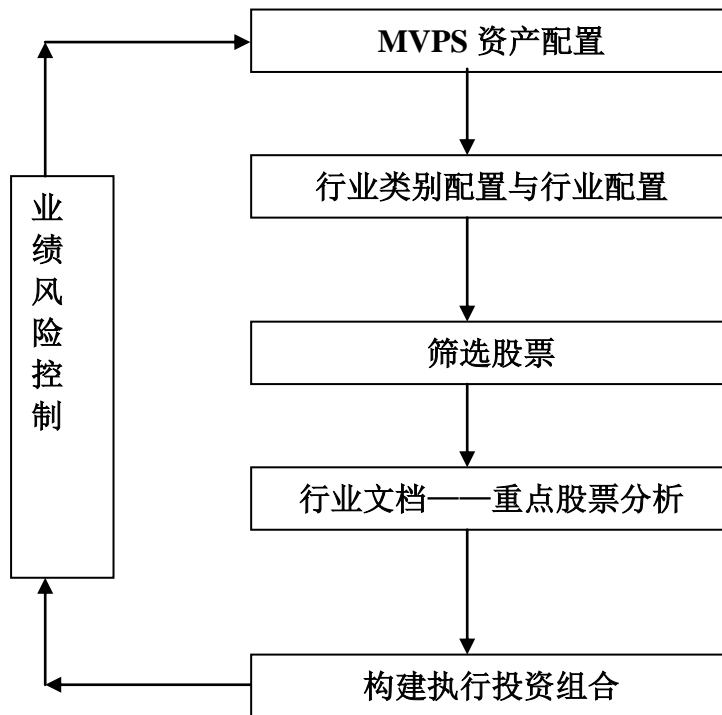 MVPS 资产配置
行业类别配置与行业配置
业绩风险控制
筛选股票
行业文档——重点股票分析
构建执行投资组合